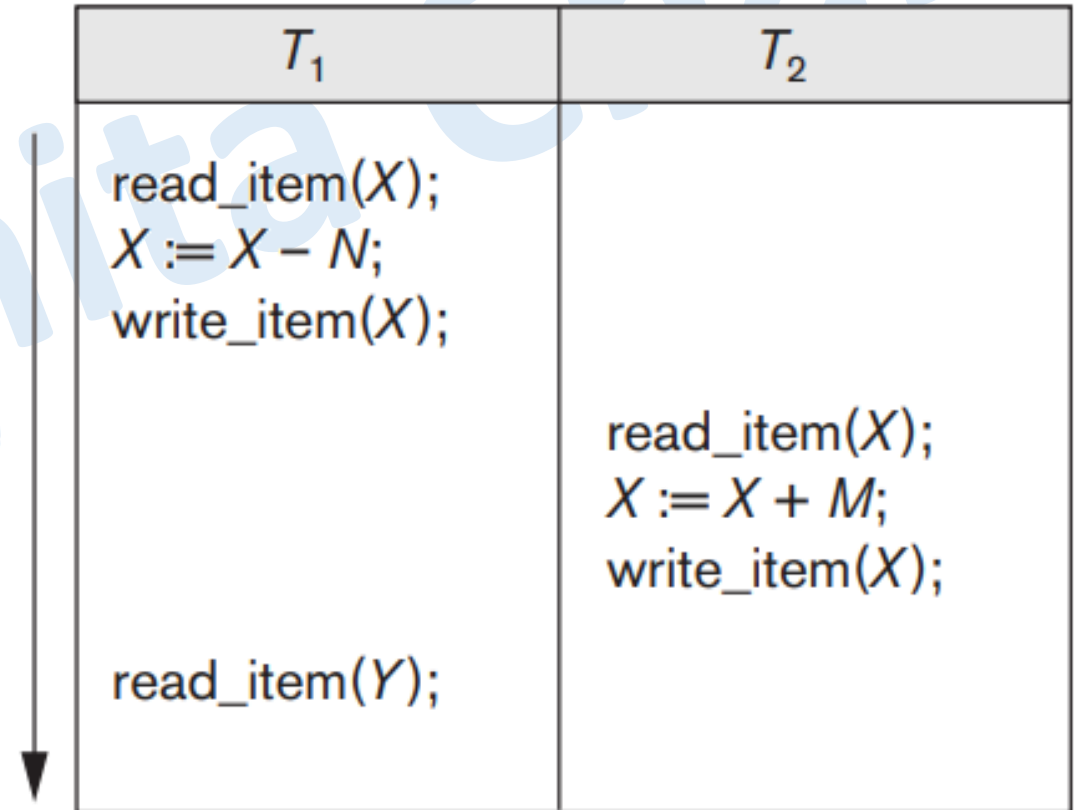 T₁ T₂
read_item(X);
X := X – N;
write_item(X);
read_item(X);
X := X + M;
write_item(X);
read_item(Y);